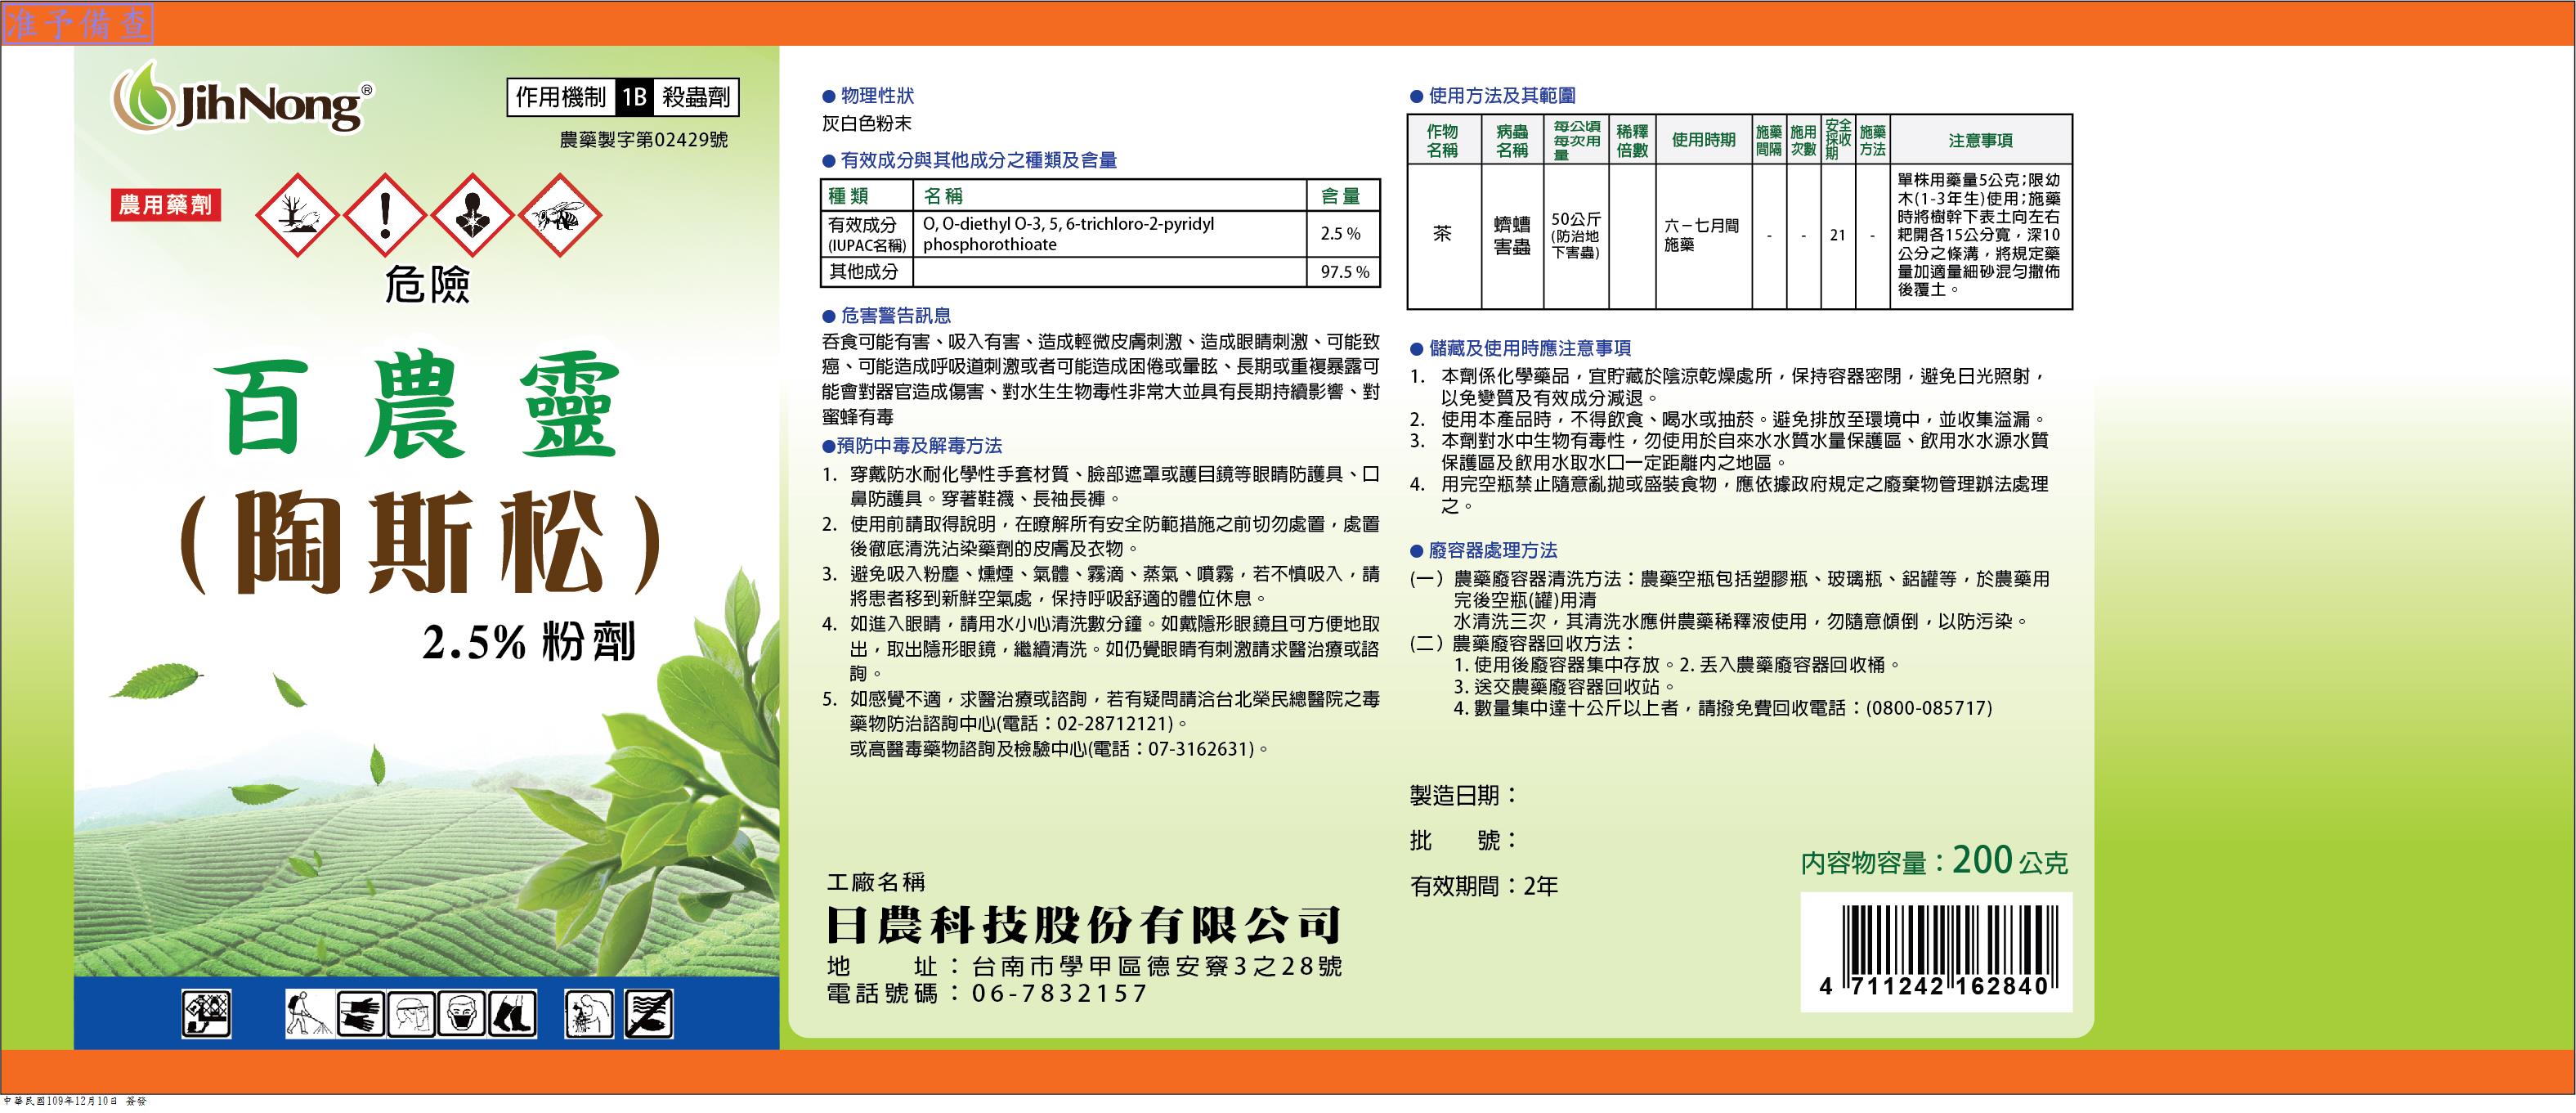 准予備查
JihNong®
作用機制 1B 殺蟲劑
農藥製字第02429號
農用藥劑
危險
百農靈
(陶斯松)
2.5% 粉劑
● 物理性狀
灰白色粉末
● 有效成分與其他成分之種類及含量
種類 名稱 含量
有效成分 (IUPAC名稱) O, O-diethyl O-3, 5, 6-trichloro-2-pyridyl phosphorothioate 2.5 %
其他成分 97.5 %
● 危害警告訊息
吞食可能有害、吸入有害、造成輕微皮膚刺激、造成眼睛刺激、可能致
癌、可能造成呼吸道刺激或者可能造成困倦或暈眩、長期或重複暴露可
能會對器官造成傷害、對水生生物毒性非常大並具有長期持續影響、對
蜜蜂有毒
●預防中毒及解毒方法
1. 穿戴防水耐化學性手套材質、臉部遮罩或護目鏡等眼睛防護具、口
鼻防護具。穿著鞋襪、長袖長褲。
2. 使用前請取得說明，在瞭解所有安全防範措施之前切勿處置，處置
後徹底清洗沾染藥劑的皮膚及衣物。
3. 避免吸入粉塵、燻煙、氣體、霧滴、蒸氣、噴霧，若不慎吸入，請
將患者移到新鮮空氣處，保持呼吸舒適的體位休息。
4. 如進入眼睛，請用水小心清洗數分鐘。如戴隱形眼鏡且可方便地取
出，取出隱形眼鏡，繼續清洗。如仍覺眼睛有刺激請求醫治療或諮
詢。
5. 如感覺不適，求醫治療或諮詢，若有疑問請洽台北榮民總醫院之毒
藥物防治諮詢中心(電話：02-28712121)。
或高醫毒藥物諮詢及檢驗中心(電話：07-3162631)。
工廠名稱
日農科技股份有限公司
地 址：台南市學甲區德安寮3之28號
電話號碼：06-7832157
● 使用方法及其範圍
作物名稱 病蟲名稱 每公頃每次用量 稀釋倍數 使用時期 施藥間隔 施用次數 安全採收期 施藥方法 注意事項
茶 蠐螬害蟲 50公斤(防治地下害蟲) 六－七月間施藥 - - 21 - 單株用藥量5公克；限幼
木(1-3年生)使用；施藥
時將樹幹下表土向左右
耙開各15公分寬，深10
公分之條溝，將規定藥
量加適量細砂混勻撒佈
後覆土。
● 儲藏及使用時應注意事項
1. 本劑係化學藥品，宜貯藏於陰涼乾燥處所，保持容器密閉，避免日光照射，
以免變質及有效成分減退。
2. 使用本產品時，不得飲食、喝水或抽菸。避免排放至環境中，並收集溢漏。
3. 本劑對水中生物有毒性，勿使用於自來水水質水量保護區、飲用水水源水質
保護區及飲用水取水口一定距離內之地區。
4. 用完空瓶禁止隨意亂拋或盛裝食物，應依據政府規定之廢棄物管理辦法處理
之。
● 廢容器處理方法
(一）農藥廢容器清洗方法：農藥空瓶包括塑膠瓶、玻璃瓶、鋁罐等，於農藥用
完後空瓶(罐)用清
水清洗三次，其清洗水應併農藥稀釋液使用，勿隨意傾倒，以防污染。
(二）農藥廢容器回收方法：
1. 使用後廢容器集中存放。2. 丟入農藥廢容器回收桶。
3. 送交農藥廢容器回收站。
4. 數量集中達十公斤以上者，請撥免費回收電話：(0800-085717)
製造日期：
批 號：
有效期間：2年
內容物容量：200 公克
4 711242 162840
中華民國109年12月10日 簽發